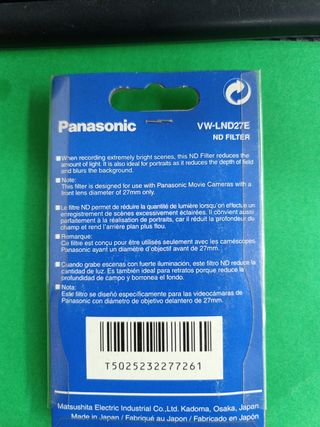 Panasonic
VW-LND27E
ND FILTER
■ When recording extremely bright scenes, this ND Filter reduces the
amount of light. It is also ideal for portraits as it reduces the depth of field
and blurs the background.
■ Note:
This filter is designed for use with Panasonic Movie Cameras with a
front lens diameter of 27mm only.
■ Le filtre ND permet de réduire la quantité de lumière lorsqu'on effectue un
enregistrement de scènes excessivement éclairées. Il convient aussi
parfaitement à la réalisation de portraits, car il réduit la profondeur de
champ et rend l'arrière plan plus flou.
■ Remarque:
Ce filtre est conçu pour être utilisés seulement avec les caméscopes
Panasonic ayant un diamètre d'objectif avant de 27mm.
■ Cuando grabe escenas con fuerte iluminación, este filtro ND reduce la
cantidad de luz. Es también ideal para retratos porque reduce la
profundidad de campo y borronea el fondo.
■ Nota:
Este filtro se diseñó específicamente para las videocámaras de
Panasonic con diámetro de objetivo delantero de 27mm.
T5025232277261
Matsushita Electric Industrial Co.,Ltd. Kadoma, Osaka, Japan
Made in Japan / Fabriqué au Japon / Hecho en Japón